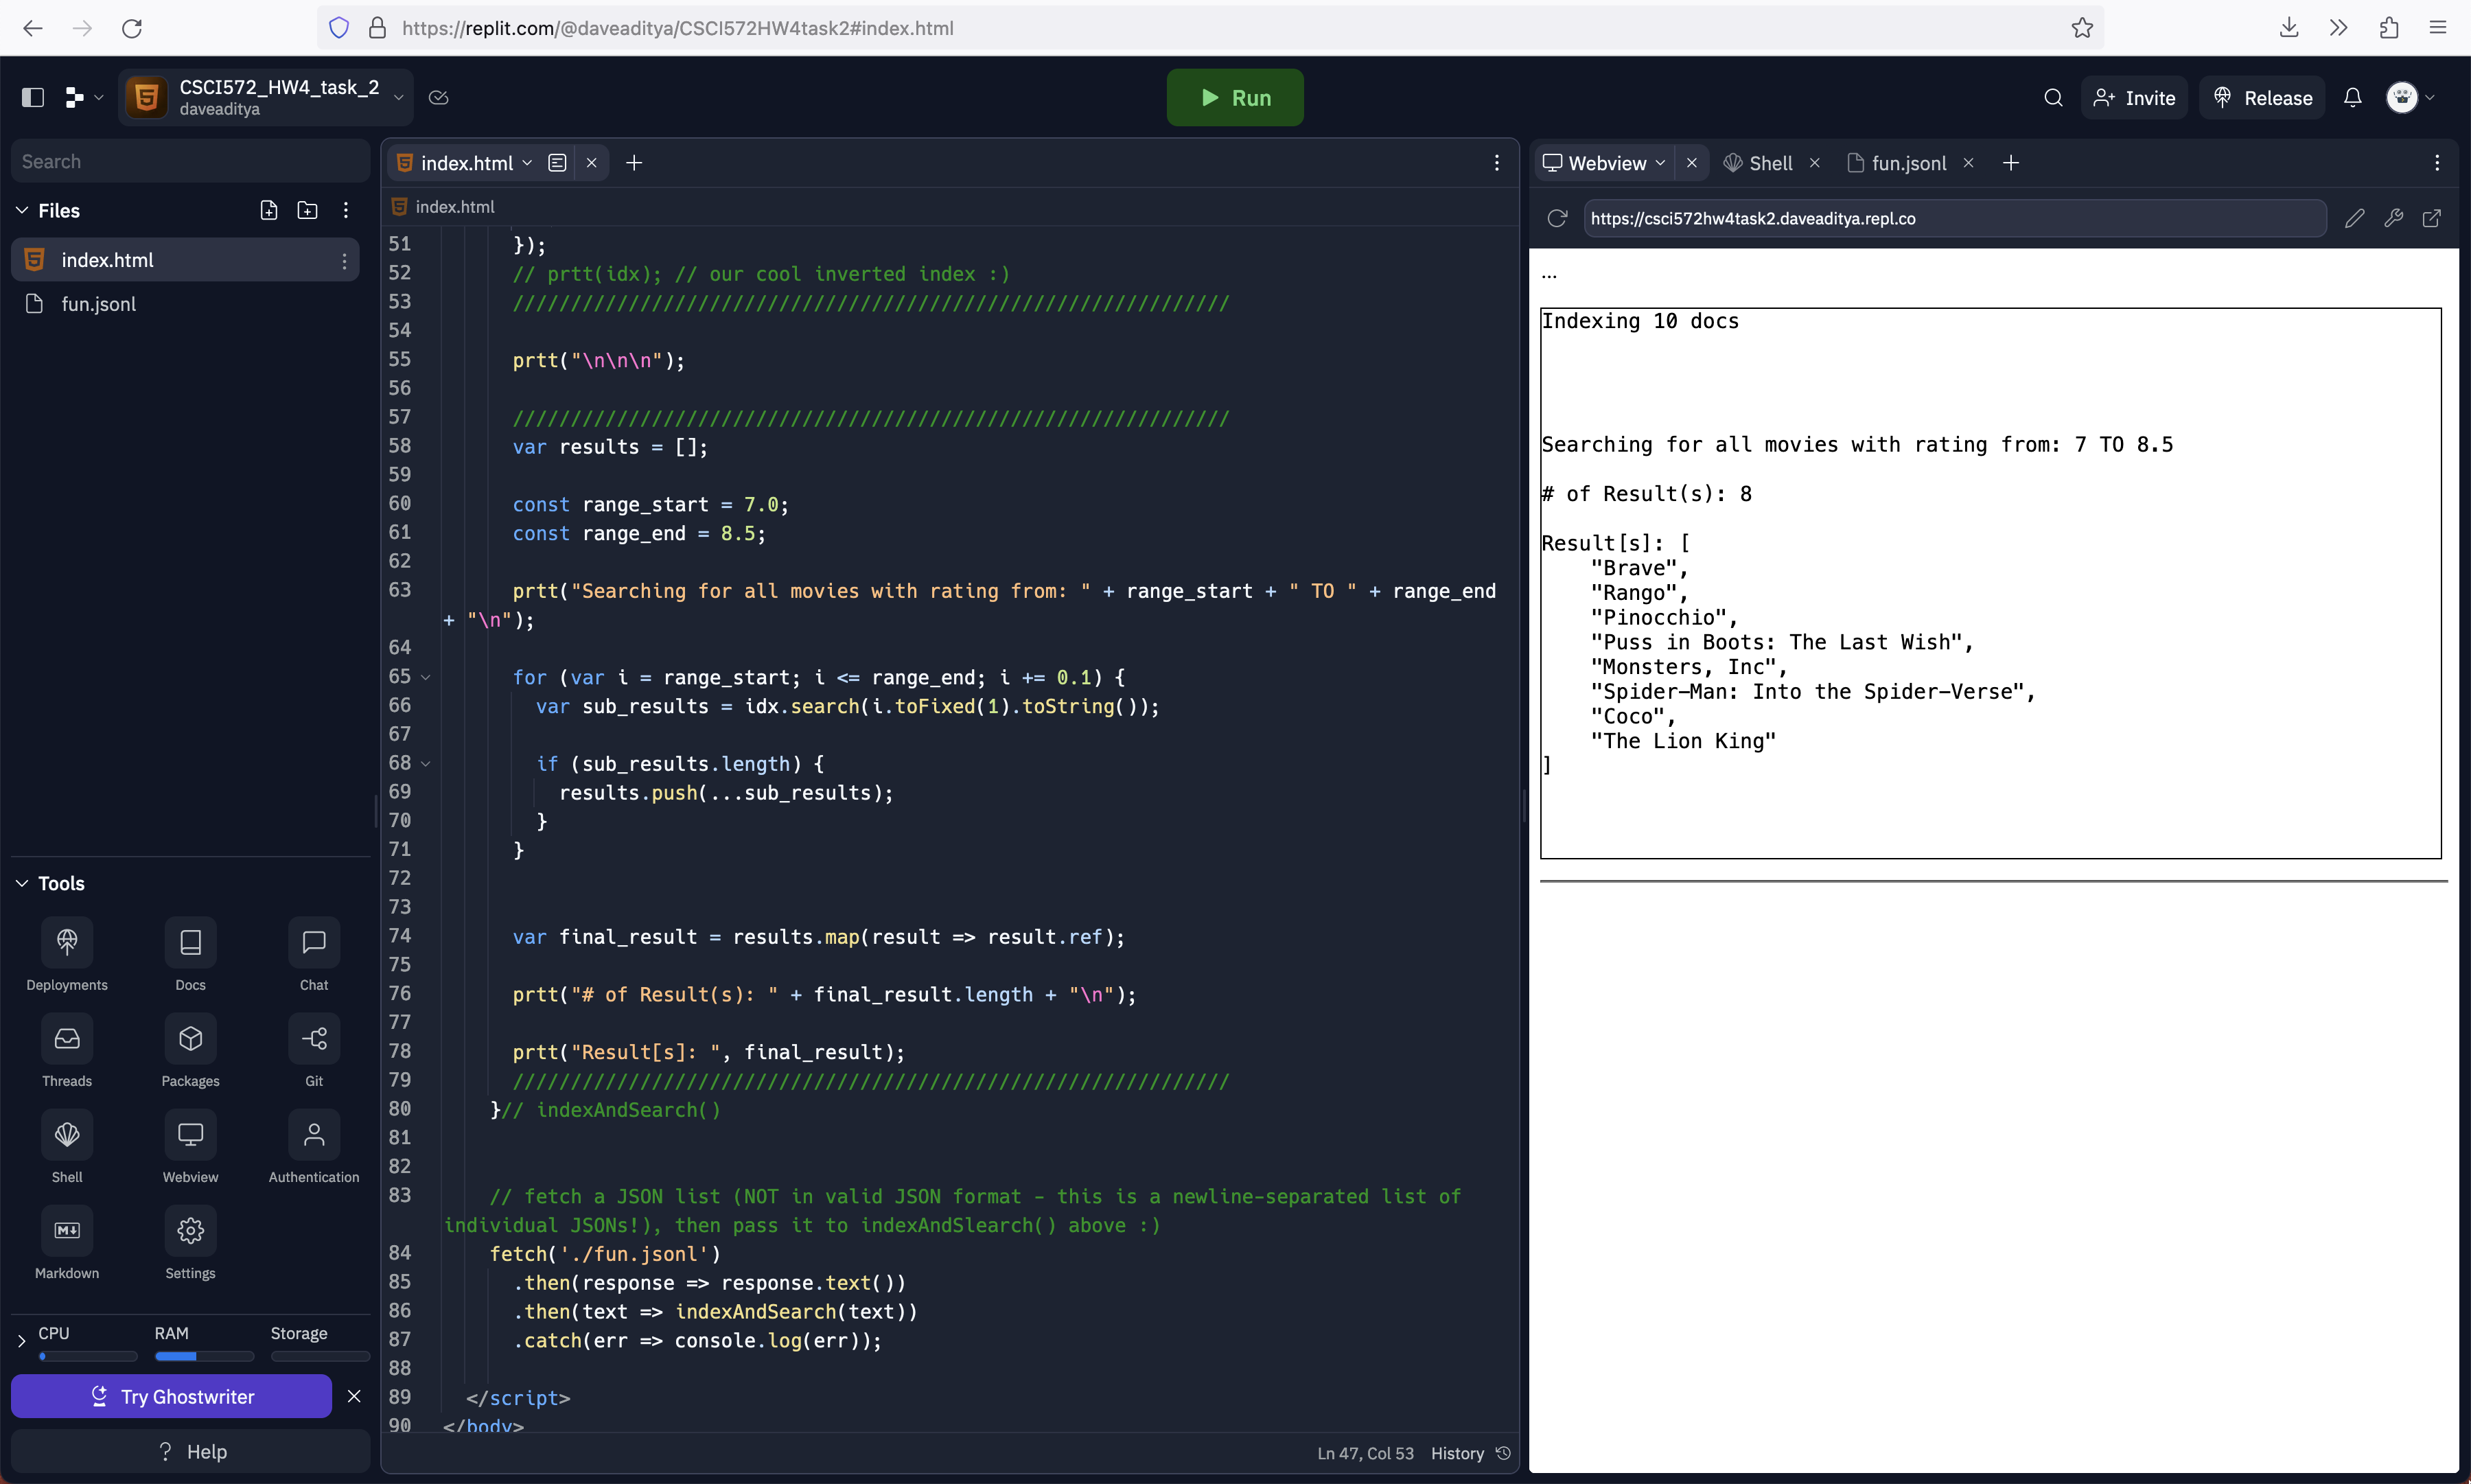 https://replit.com/@daveaditya/CSCI572HW4task2#index.html
CSCI572_HW4_task_2
daveaditya
Run
Invite
Release
Search
Files
index.html
fun.jsonl
Tools
Deployments
Docs
Chat
Threads
Packages
Git
Shell
Webview
Authentication
Markdown
Settings
CPU
RAM
Storage
Try Ghostwriter
? Help
index.html
index.html
51 });
52 // prtt(idx); // our cool inverted index :)
53 //////////////////////////////////////////////////////////////
54
55 prtt("\n\n\n");
56
57 //////////////////////////////////////////////////////////////
58 var results = [];
59
60 const range_start = 7.0;
61 const range_end = 8.5;
62
63 prtt("Searching for all movies with rating from: " + range_start + " TO " + range_end
+ "\n");
64
65 for (var i = range_start; i <= range_end; i += 0.1) {
66 var sub_results = idx.search(i.toFixed(1).toString());
67
68 if (sub_results.length) {
69 results.push(...sub_results);
70 }
71 }
72
73
74 var final_result = results.map(result => result.ref);
75
76 prtt("# of Result(s): " + final_result.length + "\n");
77
78 prtt("Result[s]: ", final_result);
79 //////////////////////////////////////////////////////////////
80 }// indexAndSearch()
81
82
83 // fetch a JSON list (NOT in valid JSON format - this is a newline-separated list of
individual JSONs!), then pass it to indexAndSlearch() above :)
84 fetch('./fun.jsonl')
85 .then(response => response.text())
86 .then(text => indexAndSearch(text))
87 .catch(err => console.log(err));
88
89 </script>
90 </body>
Ln 47, Col 53 History
Webview
Shell
fun.jsonl
https://csci572hw4task2.daveaditya.repl.co
...
Indexing 10 docs
Searching for all movies with rating from: 7 TO 8.5
# of Result(s): 8
Result[s]: [
"Brave",
"Rango",
"Pinocchio",
"Puss in Boots: The Last Wish",
"Monsters, Inc",
"Spider-Man: Into the Spider-Verse",
"Coco",
"The Lion King"
]